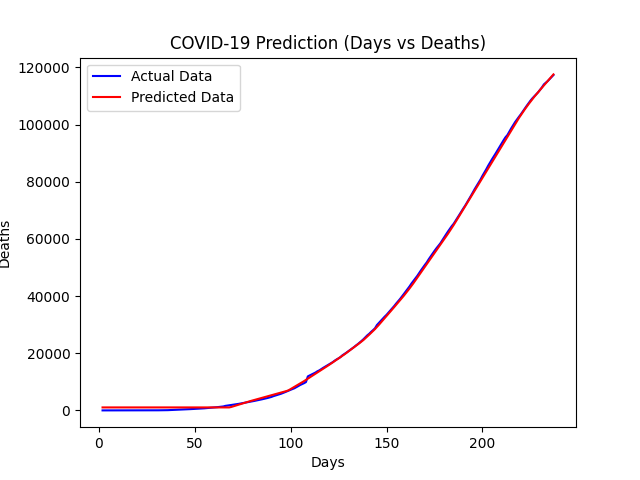 COVID-19 Prediction (Days vs Deaths)
Actual Data
Predicted Data
120000
100000
80000
60000
40000
20000
0
Deaths
0 50 100 150 200
Days